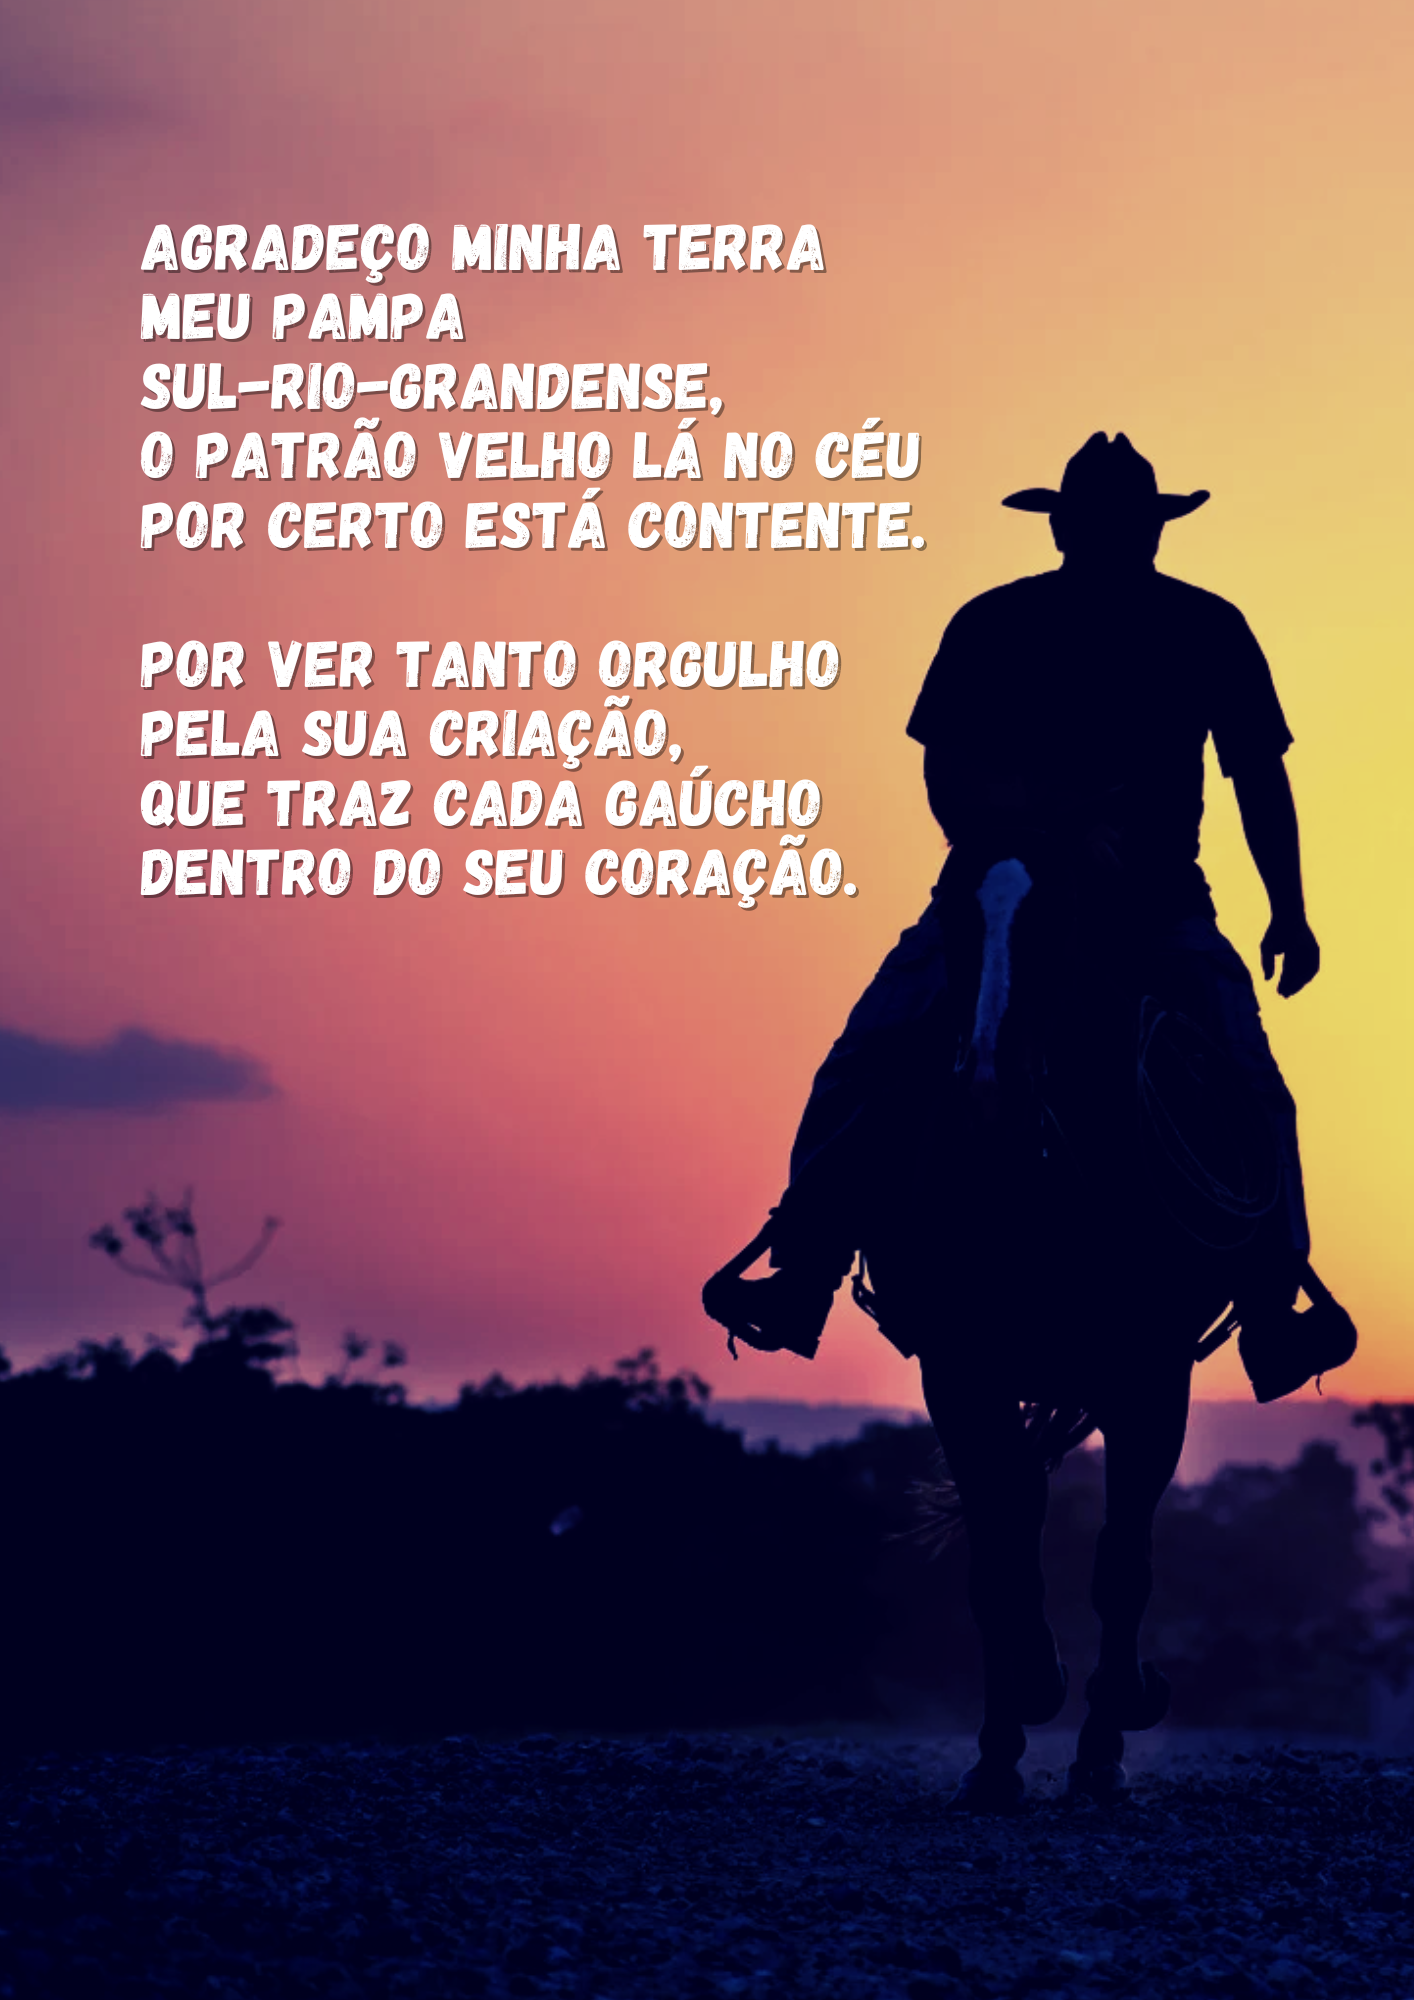 AGRADEÇO MINHA TERRA
MEU PAMPA
SUL-RIO-GRANDENSE,
O PATRÃO VELHO LÁ NO CÉU
POR CERTO ESTÁ CONTENTE.
POR VER TANTO ORGULHO
PELA SUA CRIAÇÃO,
QUE TRAZ CADA GAÚCHO
DENTRO DO SEU CORAÇÃO.